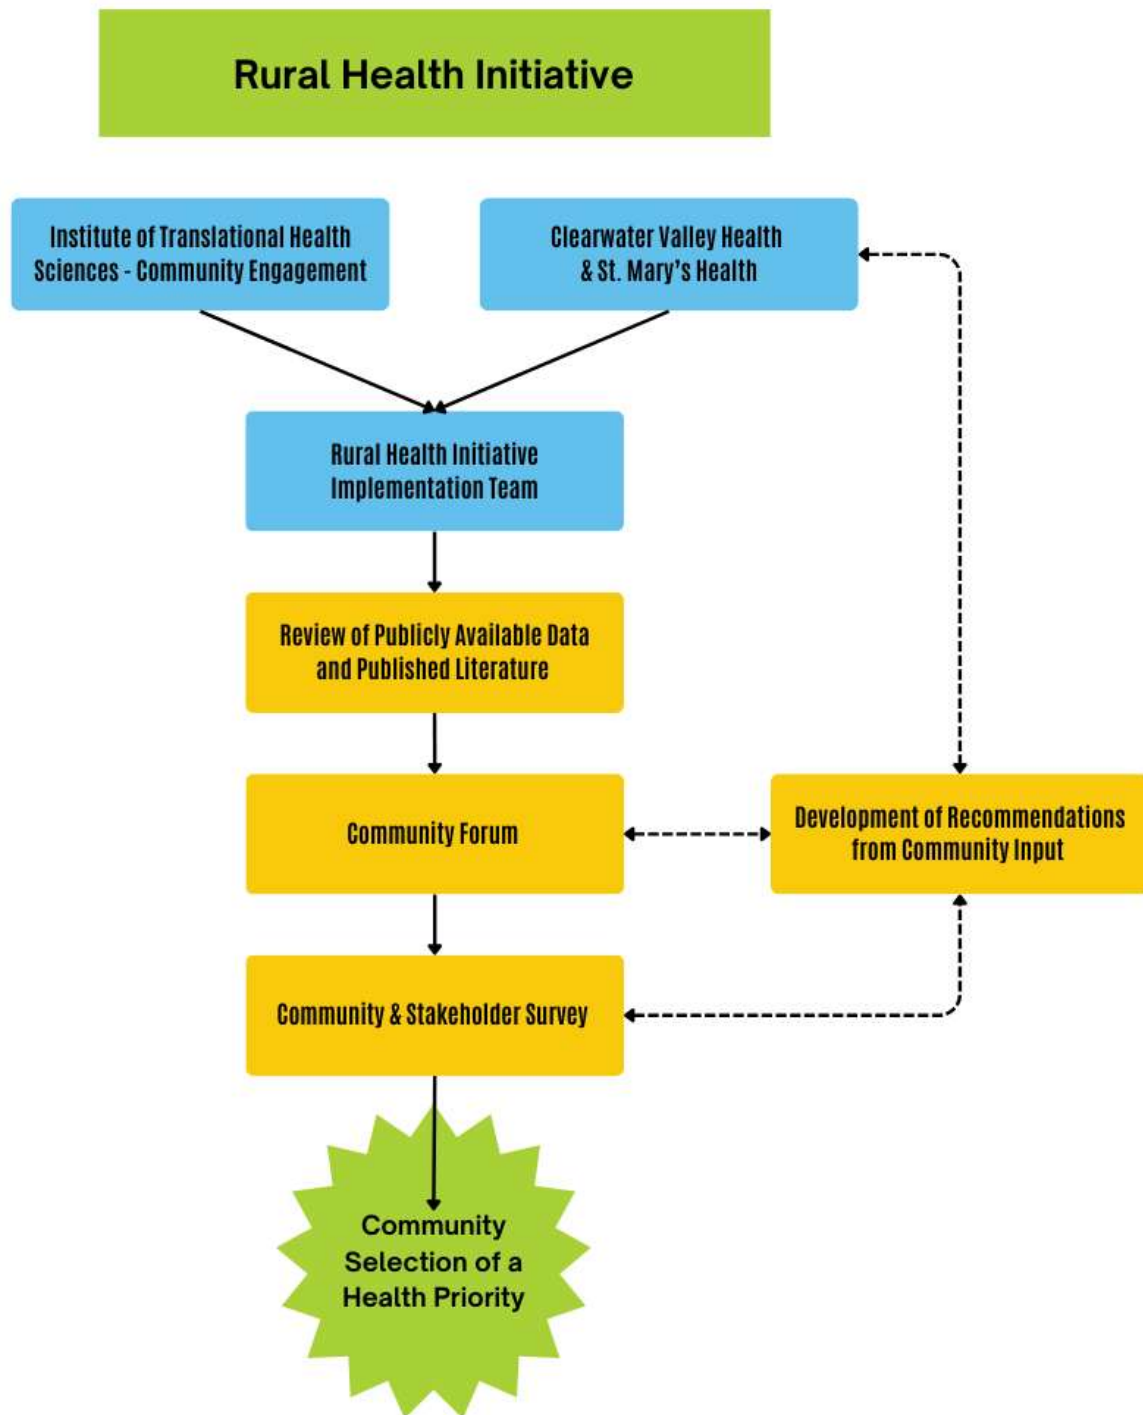 Rural Health Initiative
Institute of Translational Health
Sciences - Community Engagement
Clearwater Valley Health
& St. Mary's Health
Rural Health Initiative
Implementation Team
Review of Publicly Available Data
and Published Literature
Community Forum
Development of Recommendations
from Community Input
Community & Stakeholder Survey
Community
Selection of a
Health Priority